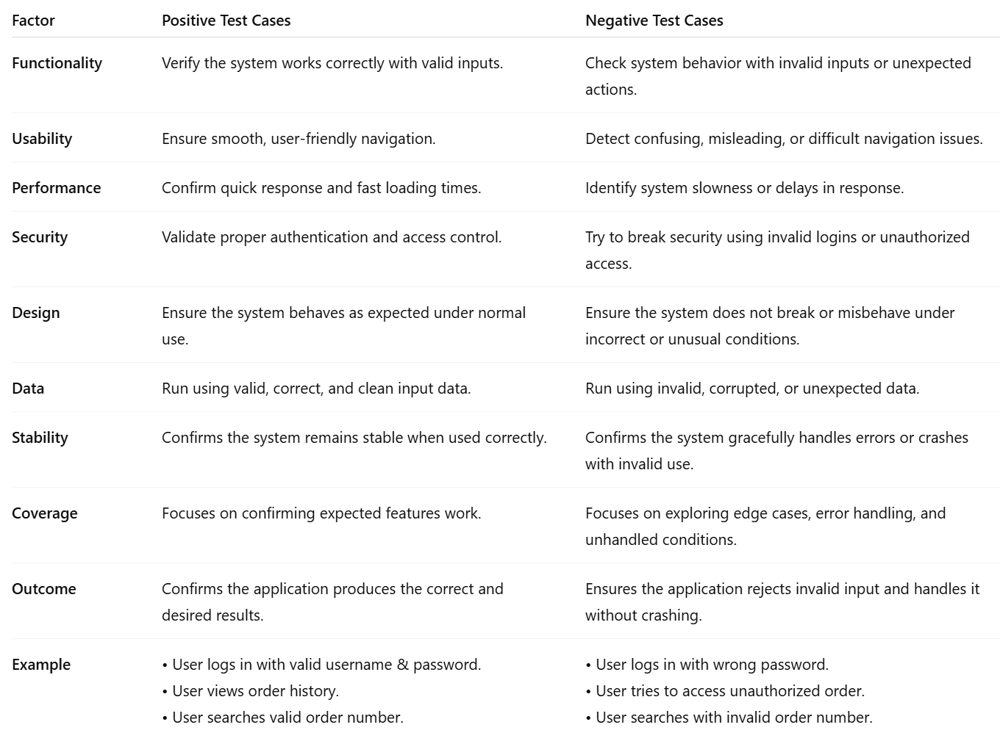 Factor Positive Test Cases Negative Test Cases
Functionality Verify the system works correctly with valid inputs. Check system behavior with invalid inputs or unexpected
actions.
Usability Ensure smooth, user-friendly navigation. Detect confusing, misleading, or difficult navigation issues.
Performance Confirm quick response and fast loading times. Identify system slowness or delays in response.
Security Validate proper authentication and access control. Try to break security using invalid logins or unauthorized
access.
Design Ensure the system behaves as expected under normal Ensure the system does not break or misbehave under
use. incorrect or unusual conditions.
Data Run using valid, correct, and clean input data. Run using invalid, corrupted, or unexpected data.
Stability Confirms the system remains stable when used correctly. Confirms the system gracefully handles errors or crashes
with invalid use.
Coverage Focuses on confirming expected features work. Focuses on exploring edge cases, error handling, and
unhandled conditions.
Outcome Confirms the application produces the correct and Ensures the application rejects invalid input and handles it
desired results. without crashing.
Example • User logs in with valid username & password. • User logs in with wrong password.
• User views order history. • User tries to access unauthorized order.
• User searches valid order number. • User searches with invalid order number.